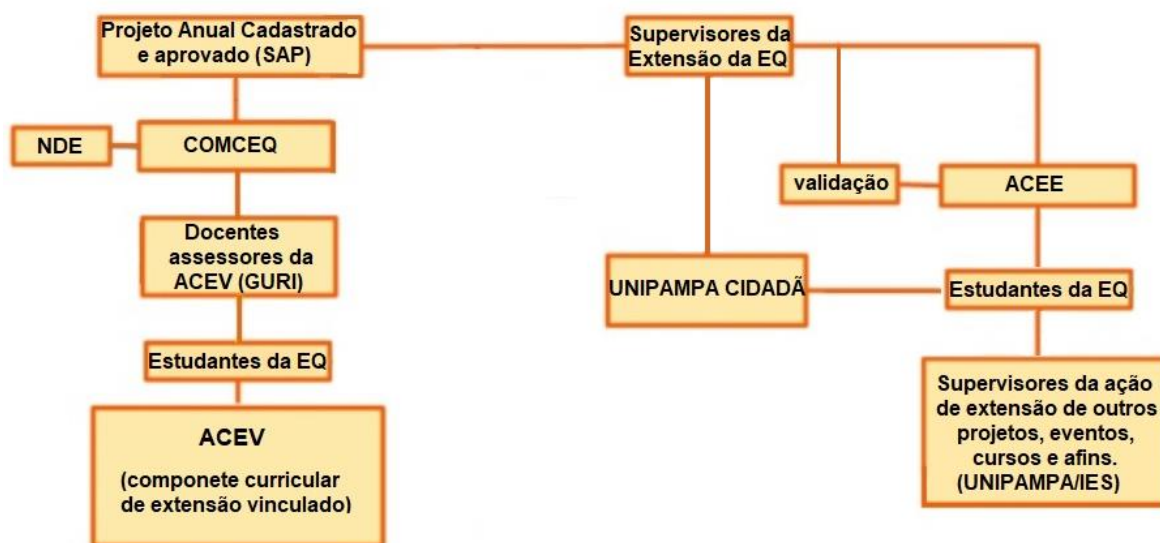 Projeto Anual Cadastrado
e aprovado (SAP)
Supervisores da
Extensão da EQ
NDE
COMCEQ
validação
ACEE
Docentes
assessores da
ACEV (GURI)
UNIPAMPA CIDADÃ
Estudantes da EQ
Estudantes da EQ
Supervisores da ação
de extensão de outros
projetos, eventos,
cursos e afins.
(UNIPAMPA/IES)
ACEV
(componete curricular
de extensão vinculado)